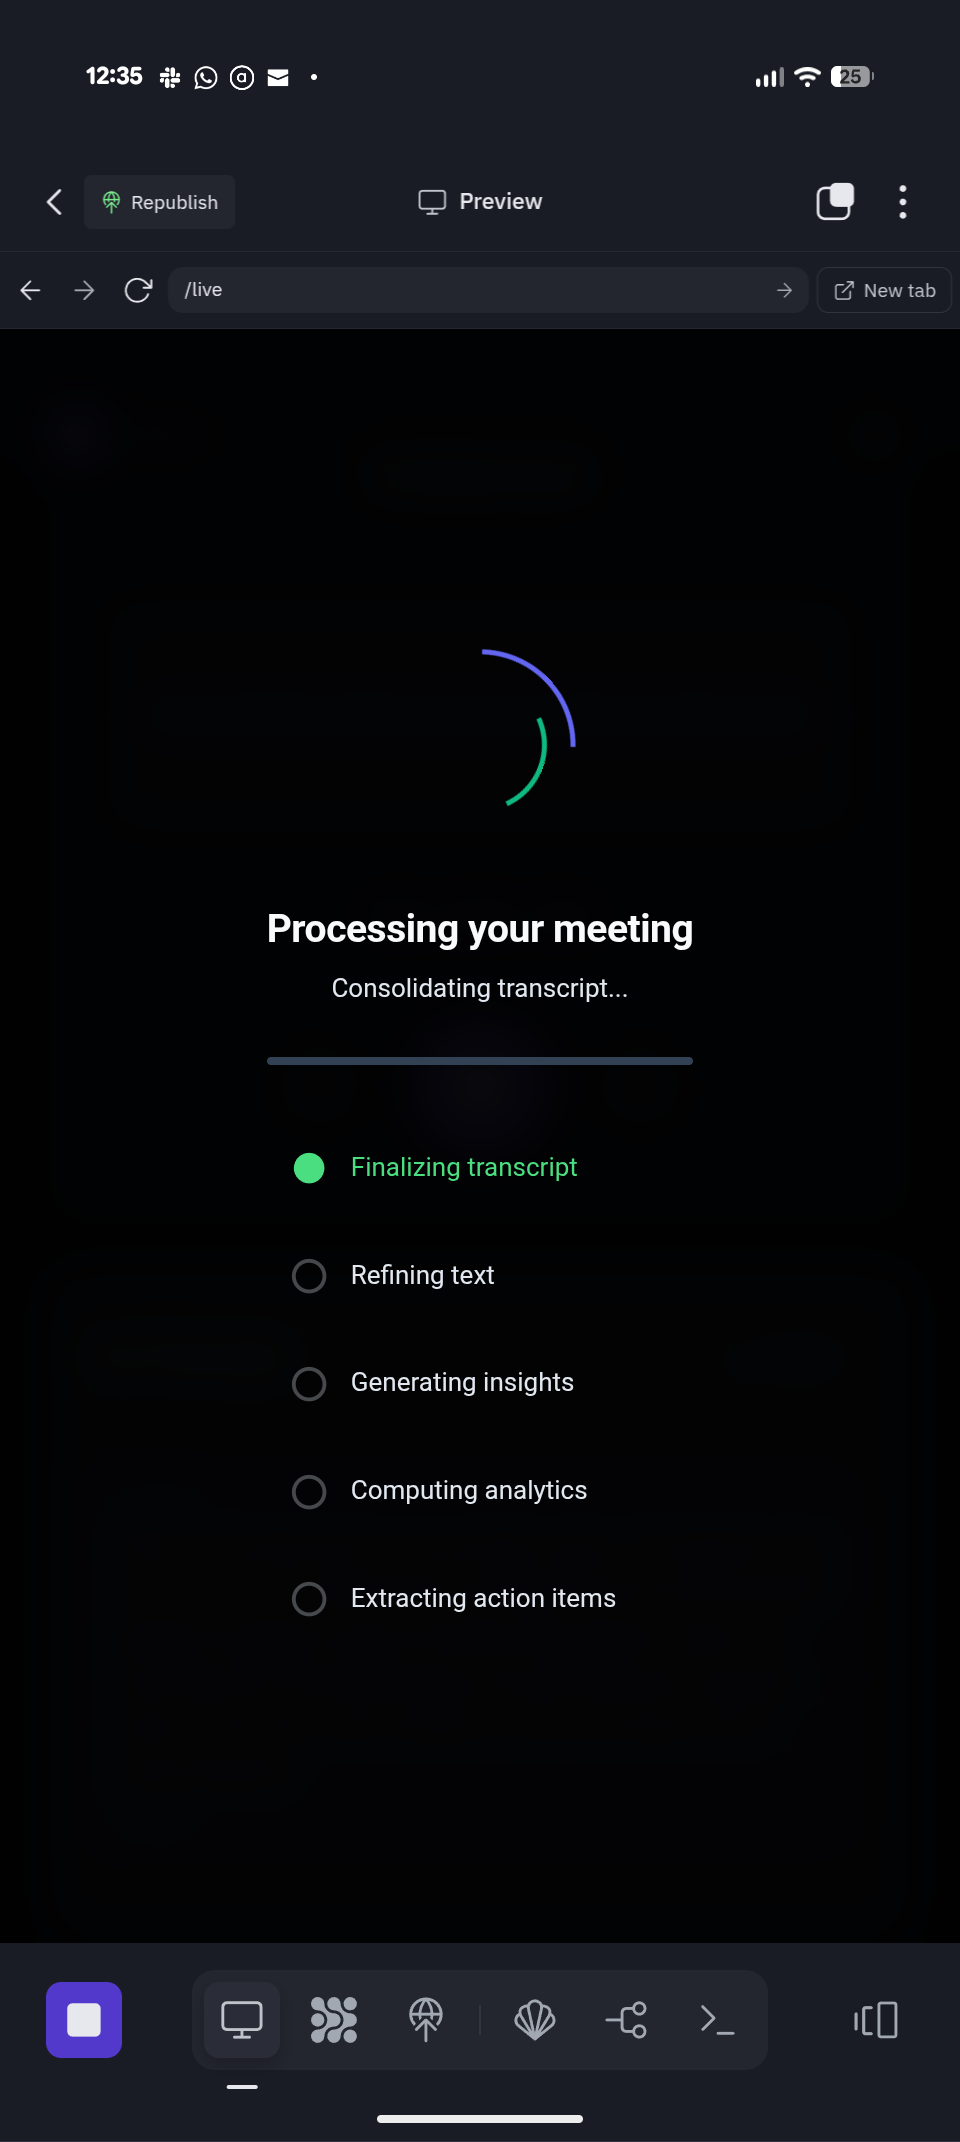 12:35
25
Republish
Preview
/live
New tab
Processing your meeting
Consolidating transcript...
Finalizing transcript
Refining text
Generating insights
Computing analytics
Extracting action items